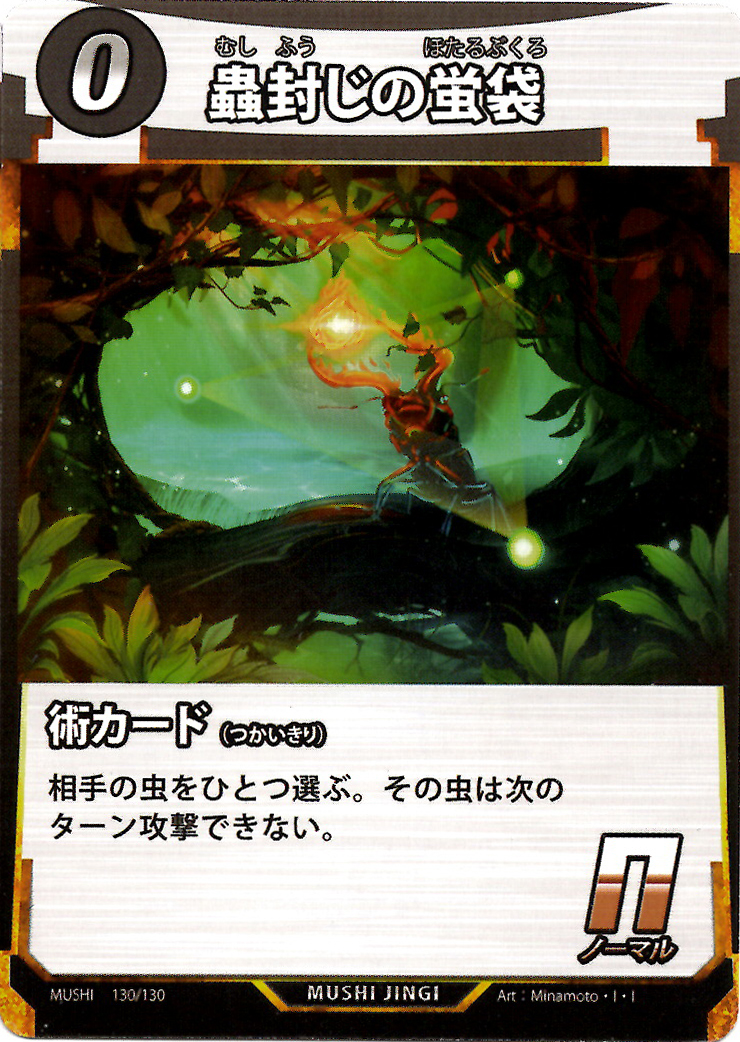 0
むし ふう ほたるぶくろ
蟲封じの蛍袋
術カード (つかいきり)
相手の虫をひとつ選ぶ。その虫は次の
ターン攻撃できない。
n
ノーマル
MUSHI 130/130
MUSHI JINGI
Art : Minamoto・I・I